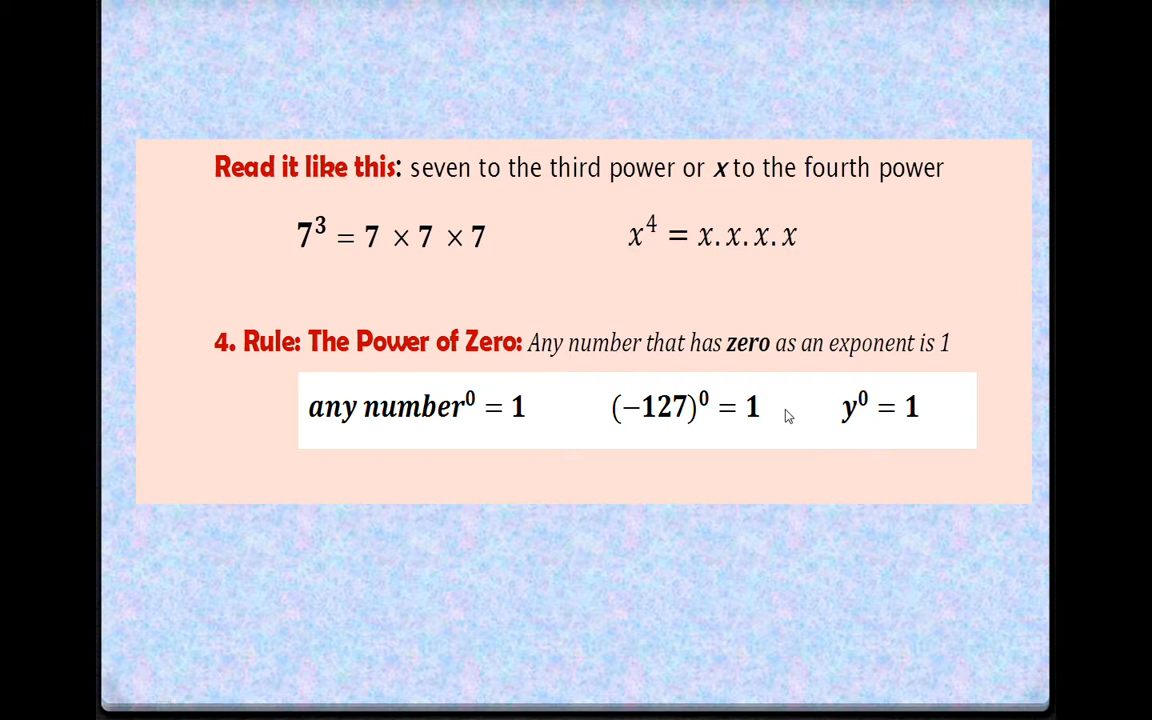 Read it like this: seven to the third power or x to the fourth power
7³ = 7 × 7 × 7 x⁴ = x. x. x. x
4. Rule: The Power of Zero: Any number that has zero as an exponent is 1
any number⁰ = 1 (−127)⁰ = 1 y⁰ = 1